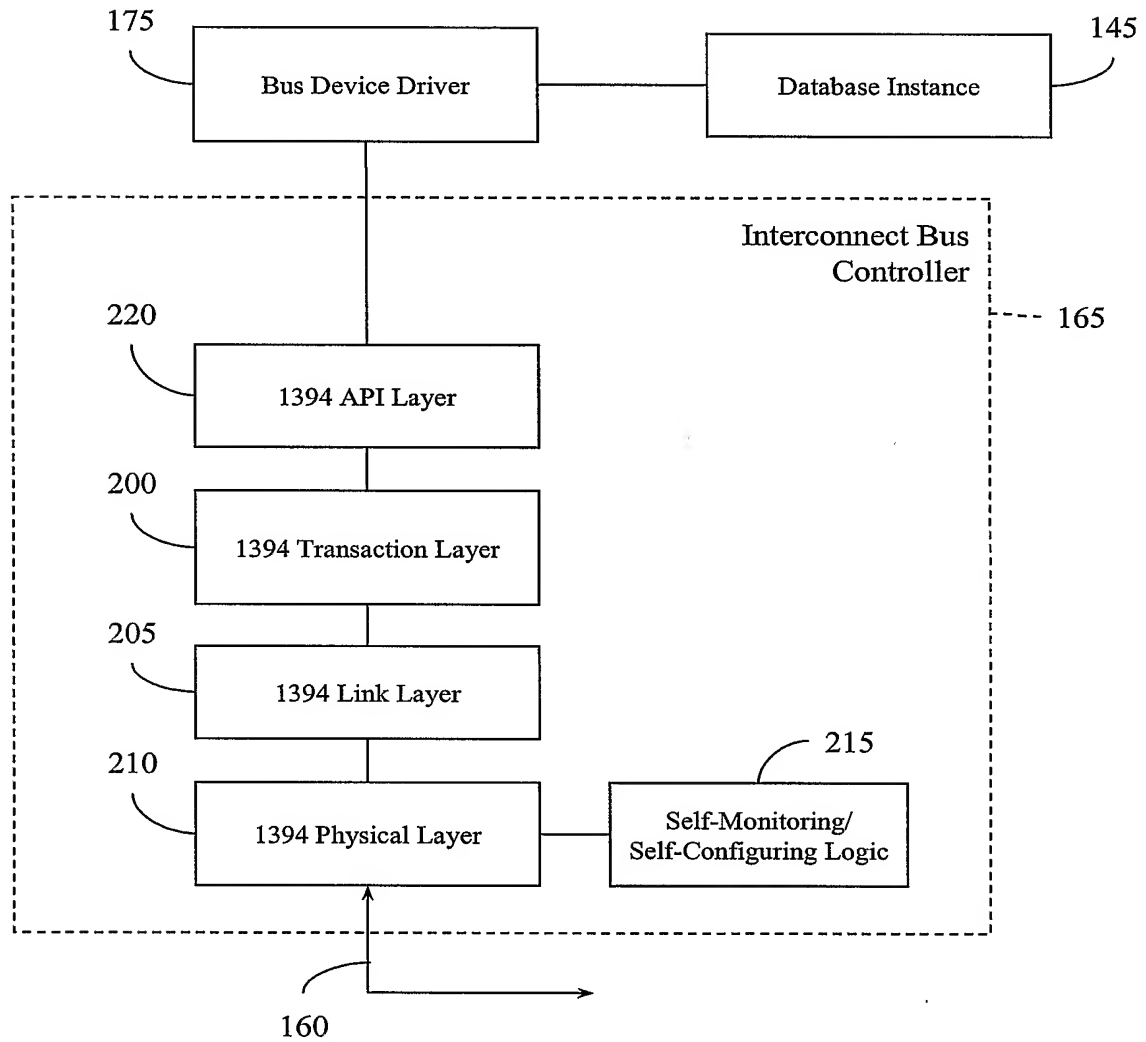 175
145
Bus Device Driver
Database Instance
Interconnect Bus
Controller
165
220
1394 API Layer
200
1394 Transaction Layer
205
1394 Link Layer
210
215
1394 Physical Layer
Self-Monitoring/
Self-Configuring Logic
160